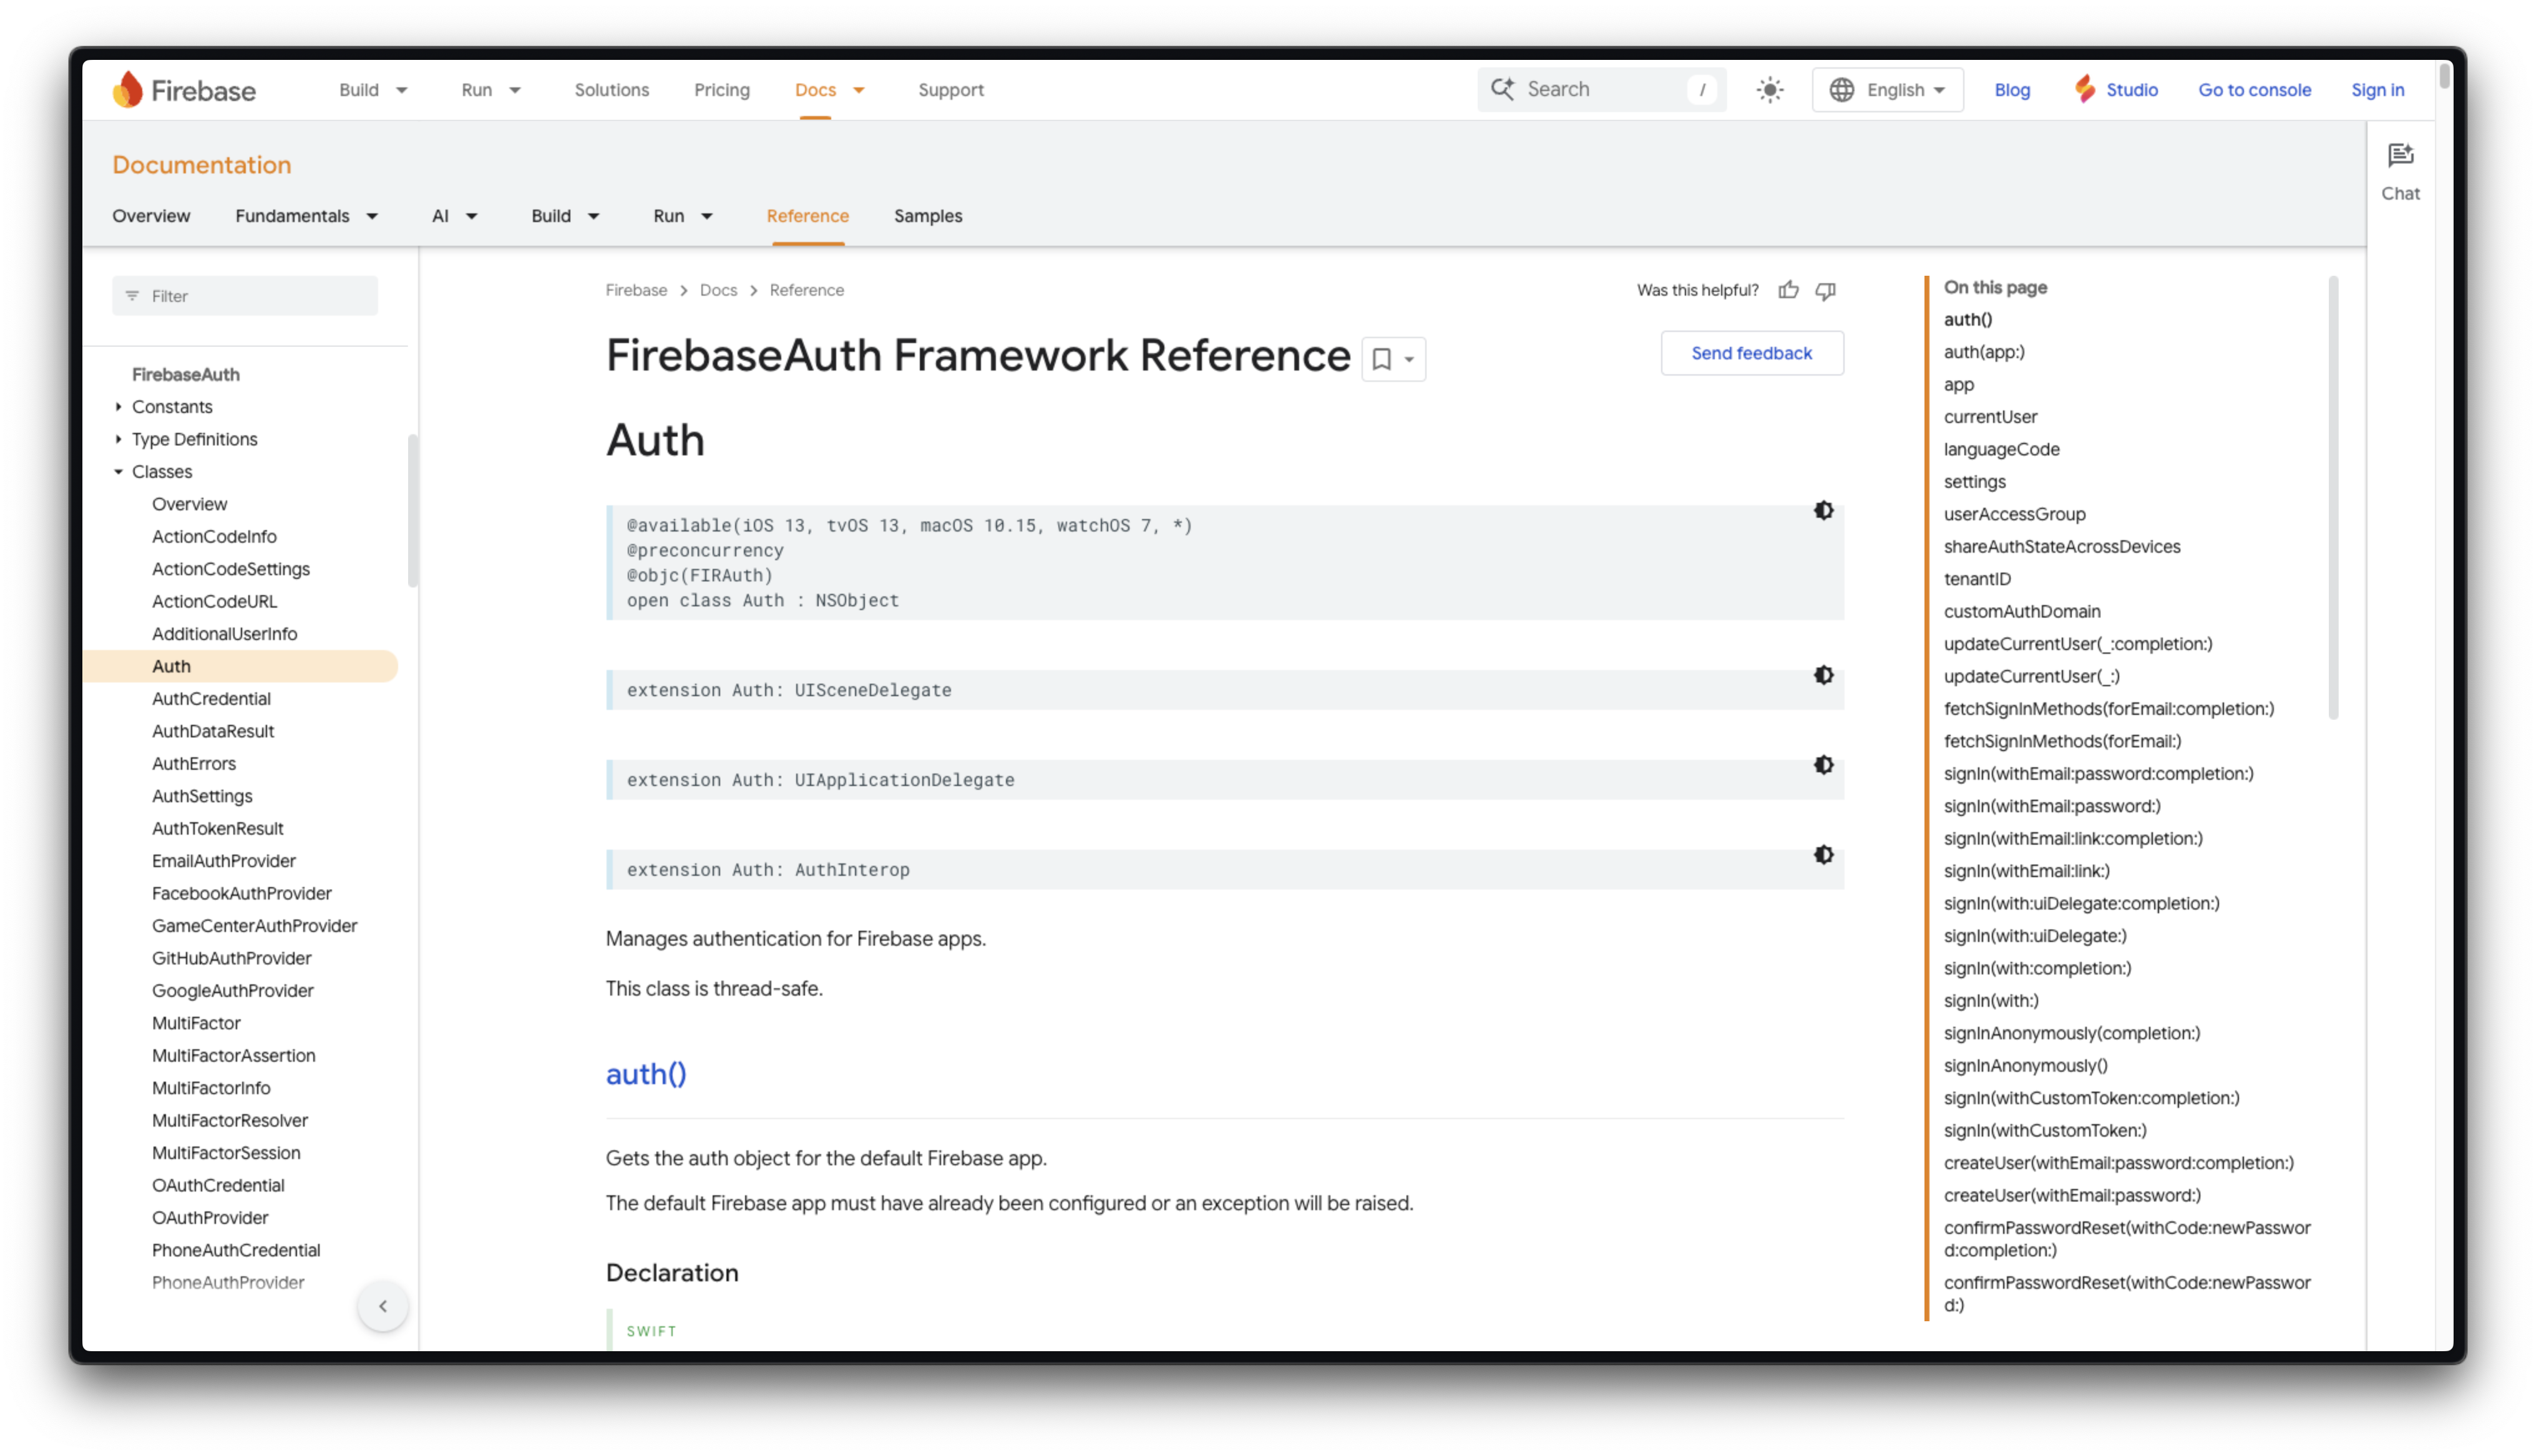 Firebase
Build
Run
Solutions
Pricing
Docs
Support
Search
/
English
Blog
Studio
Go to console
Sign in
Documentation
Overview
Fundamentals
AI
Build
Run
Reference
Samples
Chat
Filter
FirebaseAuth
Constants
Type Definitions
Classes
Overview
ActionCodeInfo
ActionCodeSettings
ActionCodeURL
AdditionalUserInfo
Auth
AuthCredential
AuthDataResult
AuthErrors
AuthSettings
AuthTokenResult
EmailAuthProvider
FacebookAuthProvider
GameCenterAuthProvider
GitHubAuthProvider
GoogleAuthProvider
MultiFactor
MultiFactorAssertion
MultiFactorInfo
MultiFactorResolver
MultiFactorSession
OAuthCredential
OAuthProvider
PhoneAuthCredential
PhoneAuthProvider
Firebase > Docs > Reference
Was this helpful?
FirebaseAuth Framework Reference
Send feedback
Auth
@available(iOS 13, tvOS 13, macOS 10.15, watchOS 7, *)
@preconcurrency
@objc(FIRAuth)
open class Auth : NSObject
extension Auth: UISceneDelegate
extension Auth: UIApplicationDelegate
extension Auth: AuthInterop
Manages authentication for Firebase apps.
This class is thread-safe.
auth()
Gets the auth object for the default Firebase app.
The default Firebase app must have already been configured or an exception will be raised.
Declaration
SWIFT
On this page
auth()
auth(app:)
app
currentUser
languageCode
settings
userAccessGroup
shareAuthStateAcrossDevices
tenantID
customAuthDomain
updateCurrentUser(_:completion:)
updateCurrentUser(_:)
fetchSignInMethods(forEmail:completion:)
fetchSignInMethods(forEmail:)
signIn(withEmail:password:completion:)
signIn(withEmail:password:)
signIn(withEmail:link:completion:)
signIn(withEmail:link:)
signIn(with:uiDelegate:completion:)
signIn(with:uiDelegate:)
signIn(with:completion:)
signIn(with:)
signInAnonymously(completion:)
signInAnonymously()
signIn(withCustomToken:completion:)
signIn(withCustomToken:)
createUser(withEmail:password:completion:)
createUser(withEmail:password:)
confirmPasswordReset(withCode:newPasswor
d:completion:)
confirmPasswordReset(withCode:newPasswor
d:)